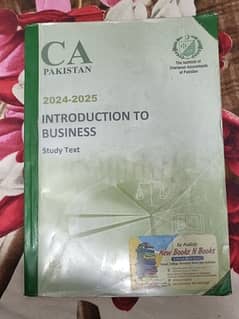 CA
PAKISTAN
The Institute of
Chartered Accountants
of Pakistan
2024-2025
INTRODUCTION TO
BUSINESS
Study Text
New Books N Books